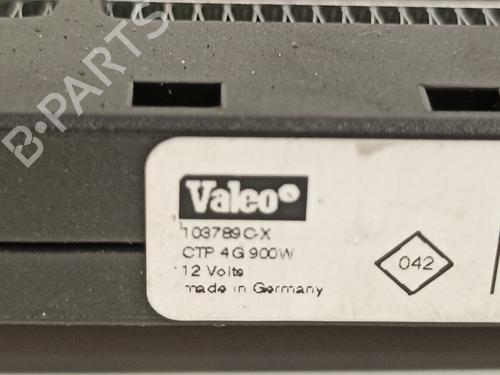 B-PARTS
Valeo
103789C-X
CTP 4G 900W
12 Volts
made in Germany
042